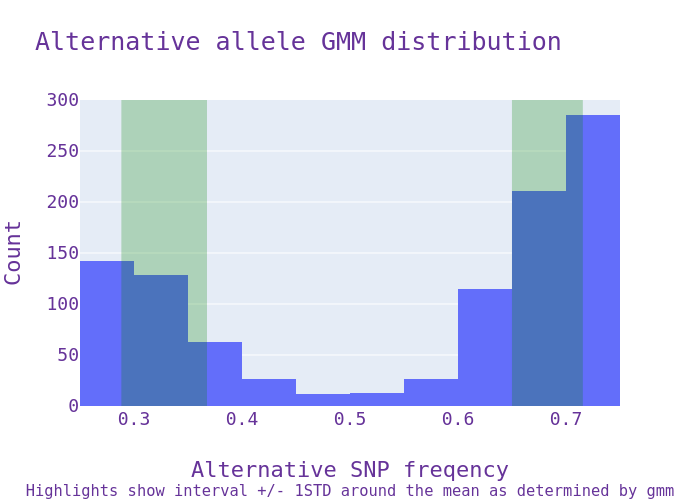 Alternative allele GMM distribution
300
250
200
150
100
50
0
Count
0.3 0.4 0.5 0.6 0.7
Alternative SNP freqency
Highlights show interval +/- 1STD around the mean as determined by gmm